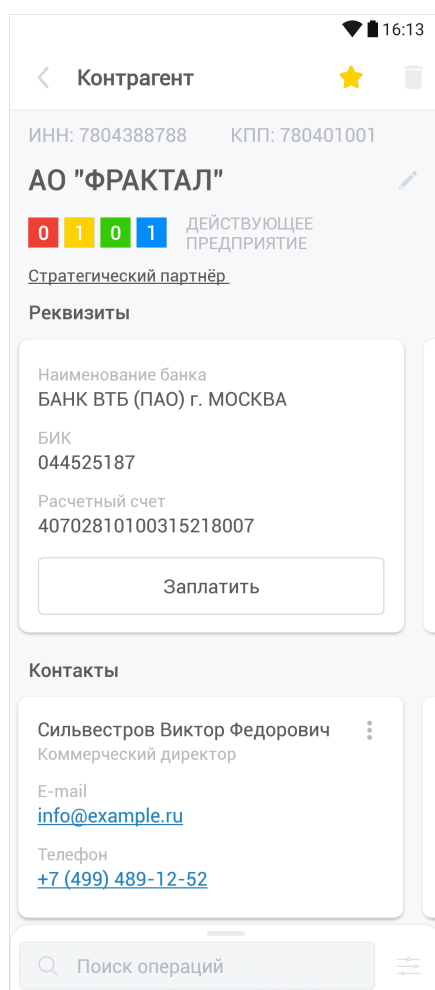 16:13
Контрагент
ИНН: 7804388788 КПП: 780401001
АО "ФРАКТАЛ"
0 1 0 1 ДЕЙСТВУЮЩЕЕ
ПРЕДПРИЯТИЕ
Стратегический партнёр
Реквизиты
Наименование банка
БАНК ВТБ (ПАО) г. МОСКВА
БИК
044525187
Расчетный счет
40702810100315218007
Заплатить
Контакты
Сильвестров Виктор Федорович
Коммерческий директор
E-mail
info@example.ru
Телефон
+7 (499) 489-12-52
Поиск операций